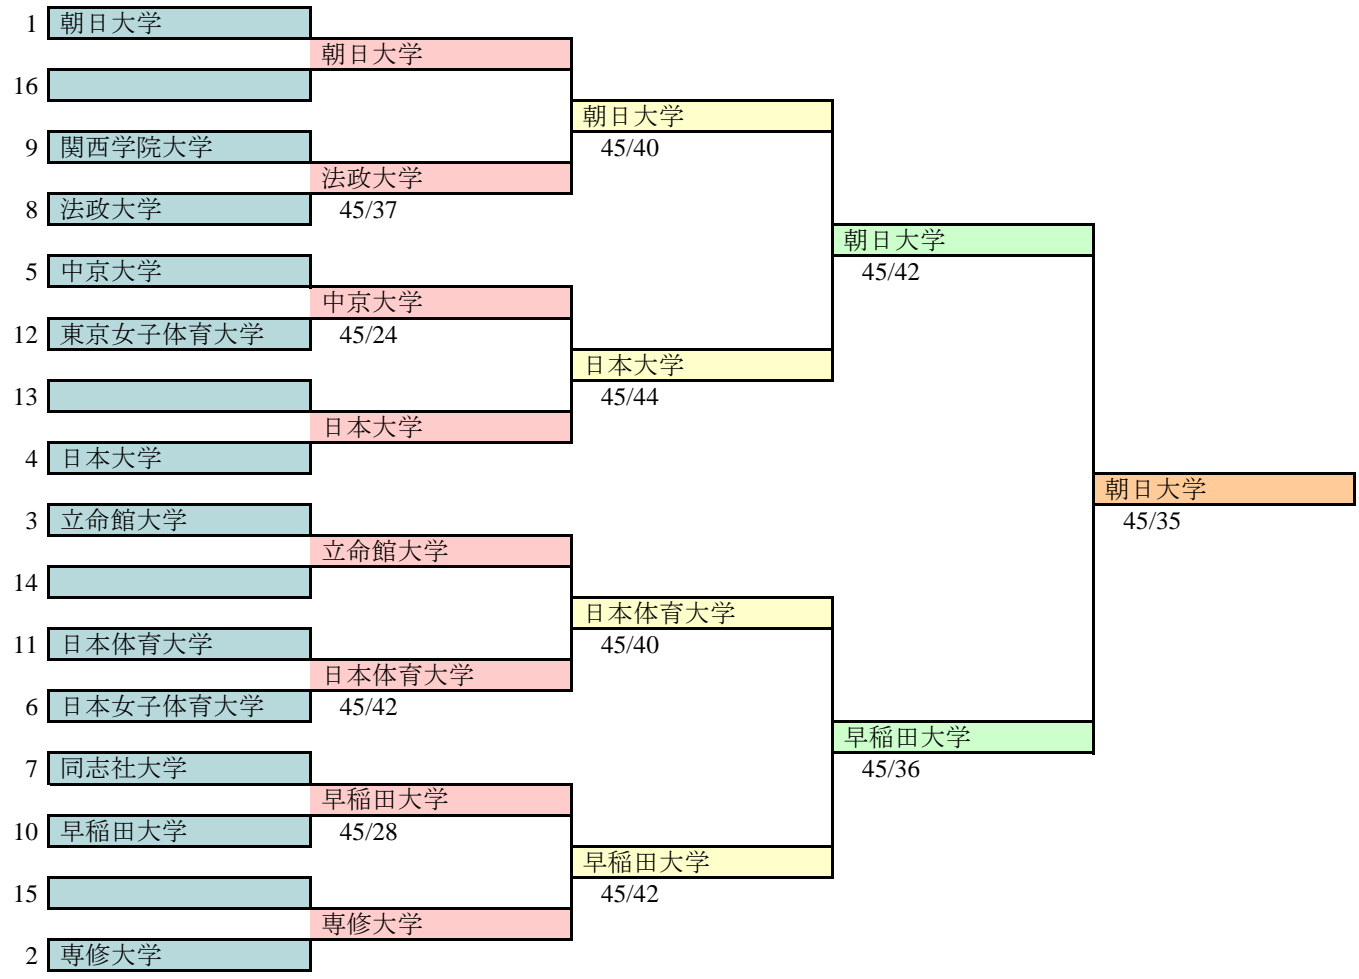 1 朝日大学
朝日大学
16
朝日大学
9 関西学院大学
45/40
法政大学
8 法政大学
45/37
朝日大学
5 中京大学
45/42
中京大学
12 東京女子体育大学
45/24
日本大学
13
45/44
日本大学
4 日本大学
朝日大学
3 立命館大学
45/35
立命館大学
14
日本体育大学
11 日本体育大学
45/40
日本体育大学
6 日本女子体育大学
45/42
早稲田大学
7 同志社大学
45/36
早稲田大学
10 早稲田大学
45/28
早稲田大学
15
45/42
専修大学
2 専修大学